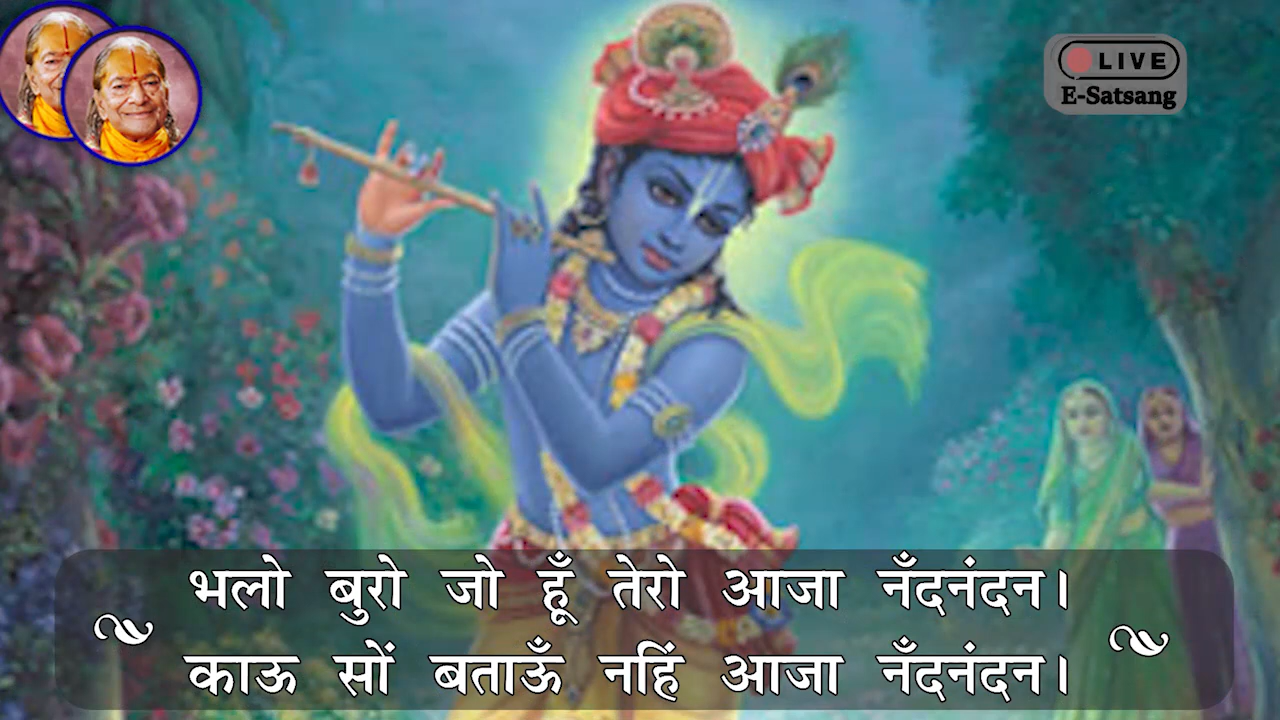 LIVE
E-Satsang
भलो बुरो जो हूँ तेरो आजा नँदनंदन।
काऊ सों बताऊँ नहिं आजा नँदनंदन।